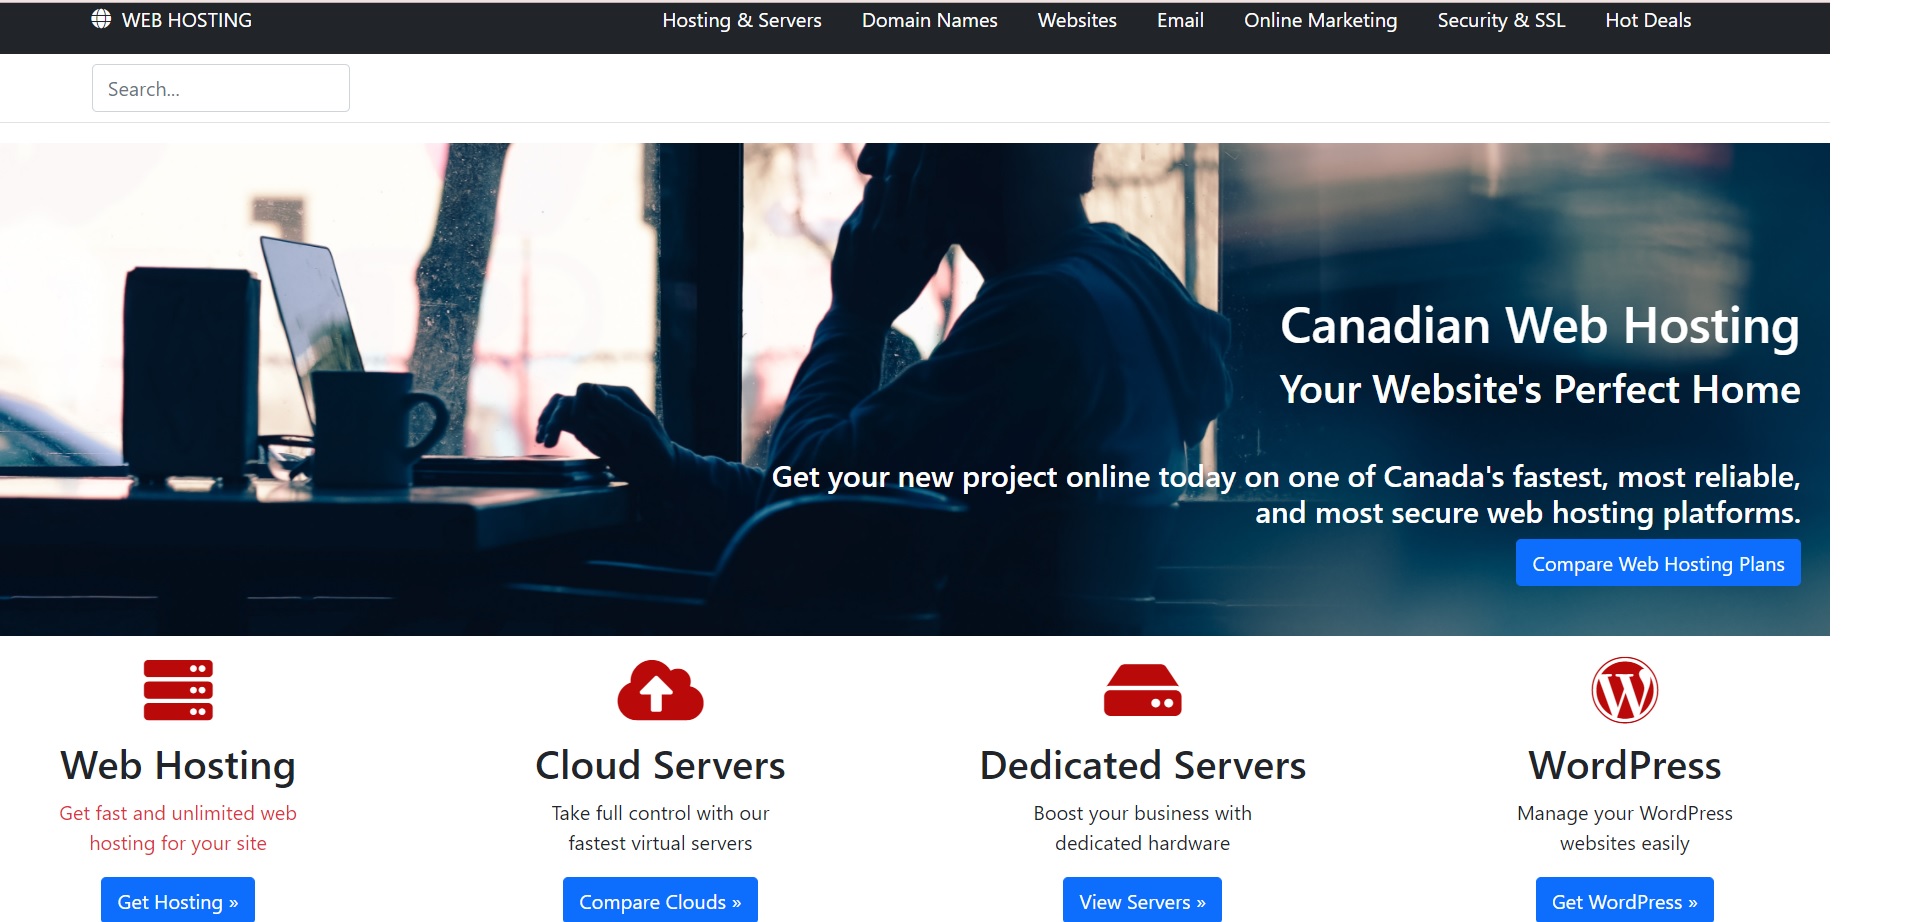 WEB HOSTING
Hosting & Servers
Domain Names
Websites
Email
Online Marketing
Security & SSL
Hot Deals
Search...
Canadian Web Hosting
Your Website's Perfect Home
Get your new project online today on one of Canada's fastest, most reliable,
and most secure web hosting platforms.
Compare Web Hosting Plans
Web Hosting
Get fast and unlimited web
hosting for your site
Get Hosting »
Cloud Servers
Take full control with our
fastest virtual servers
Compare Clouds »
Dedicated Servers
Boost your business with
dedicated hardware
View Servers »
WordPress
Manage your WordPress
websites easily
Get WordPress »